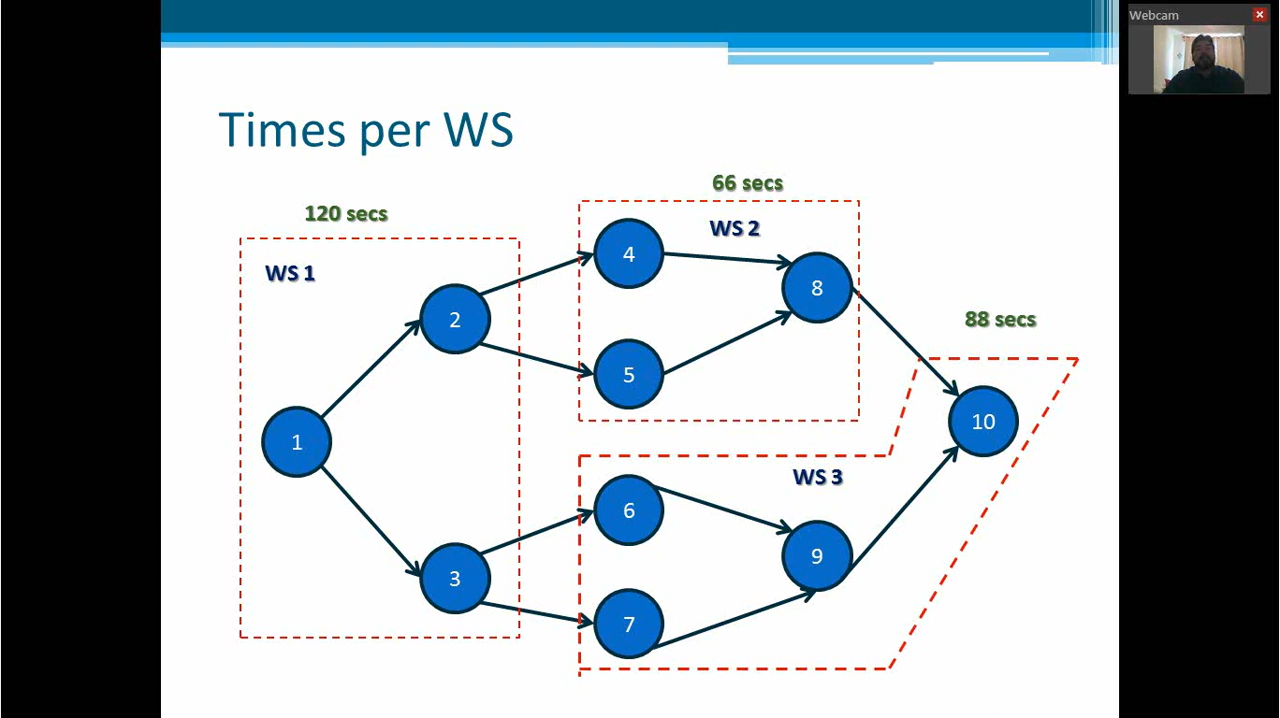 Webcam
Times per WS
66 secs
120 secs
WS 2
4
WS 1
8
2
88 secs
5
10
1
WS 3
6
9
3
7